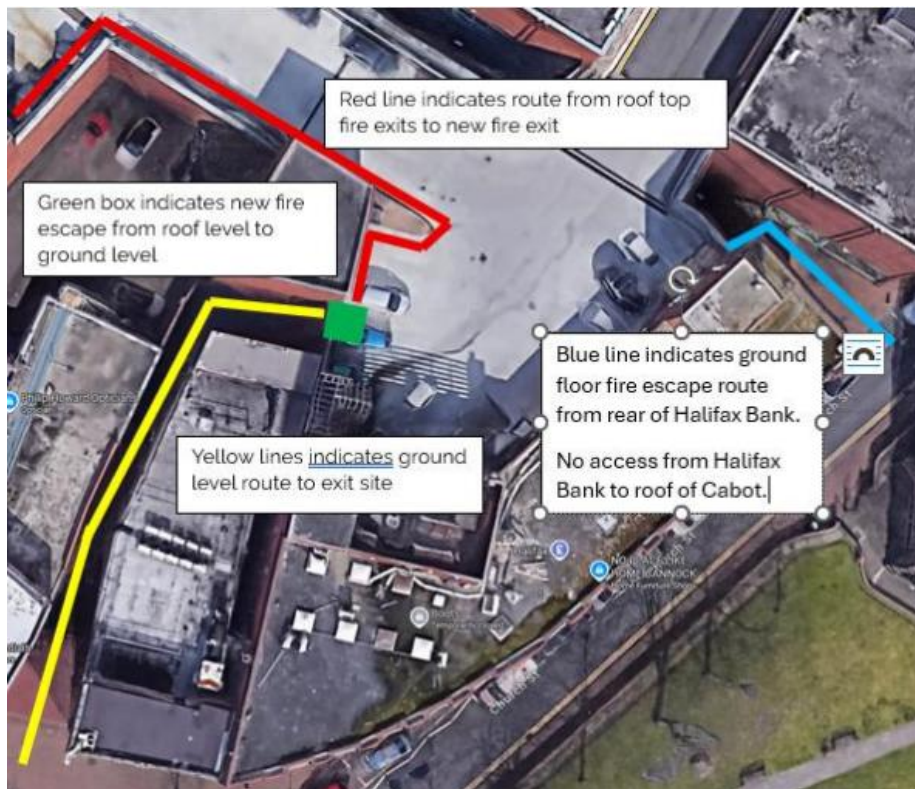 Red line indicates route from roof top
fire exits to new fire exit
Green box indicates new fire
escape from roof level to
ground level
Blue line indicates ground
floor fire escape route
from rear of Halifax Bank.
No access from Halifax
Bank to roof of Cabot.
Yellow lines indicates ground
level route to exit site
Church St